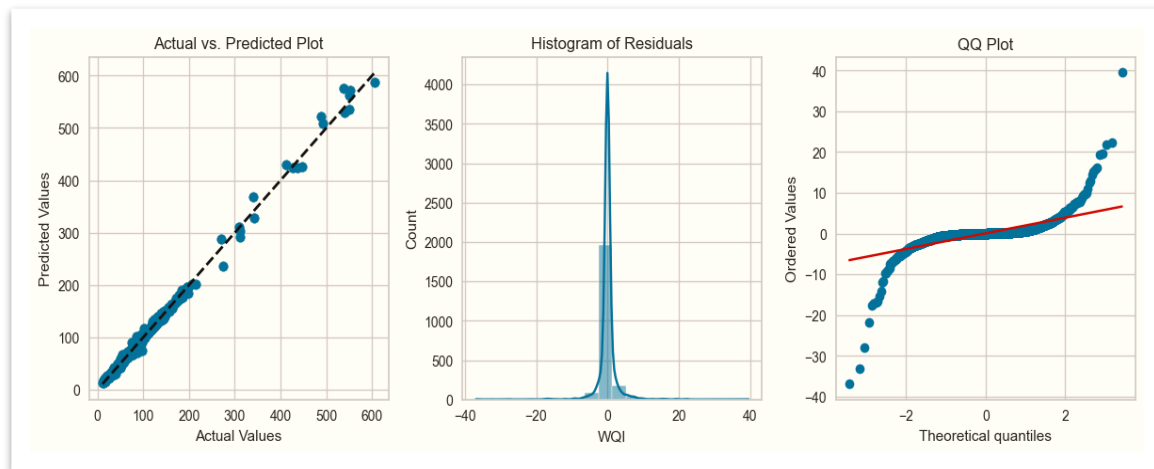 Actual vs. Predicted Plot
Predicted Values
600
500
400
300
200
100
0
0 100 200 300 400 500 600
Actual Values
Histogram of Residuals
Count
4000
3500
3000
2500
2000
1500
1000
500
0
−40 −20 0 20 40
WQI
QQ Plot
Ordered Values
40
30
20
10
0
−10
−20
−30
−40
−2 0 2
Theoretical quantiles